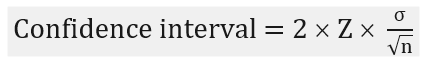 Confidence interval = 2 × Z × σ/√n